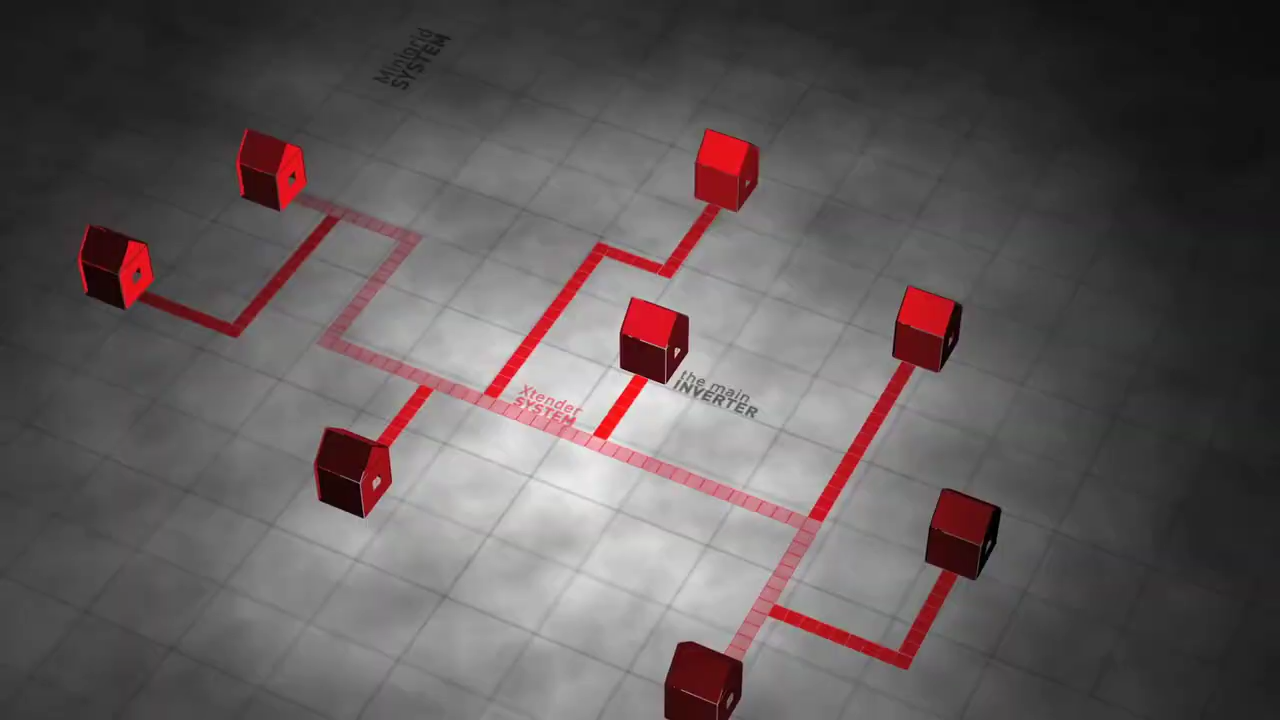 Minigrid
SYSTEM
Xtender
SYSTEM
the main
INVERTER